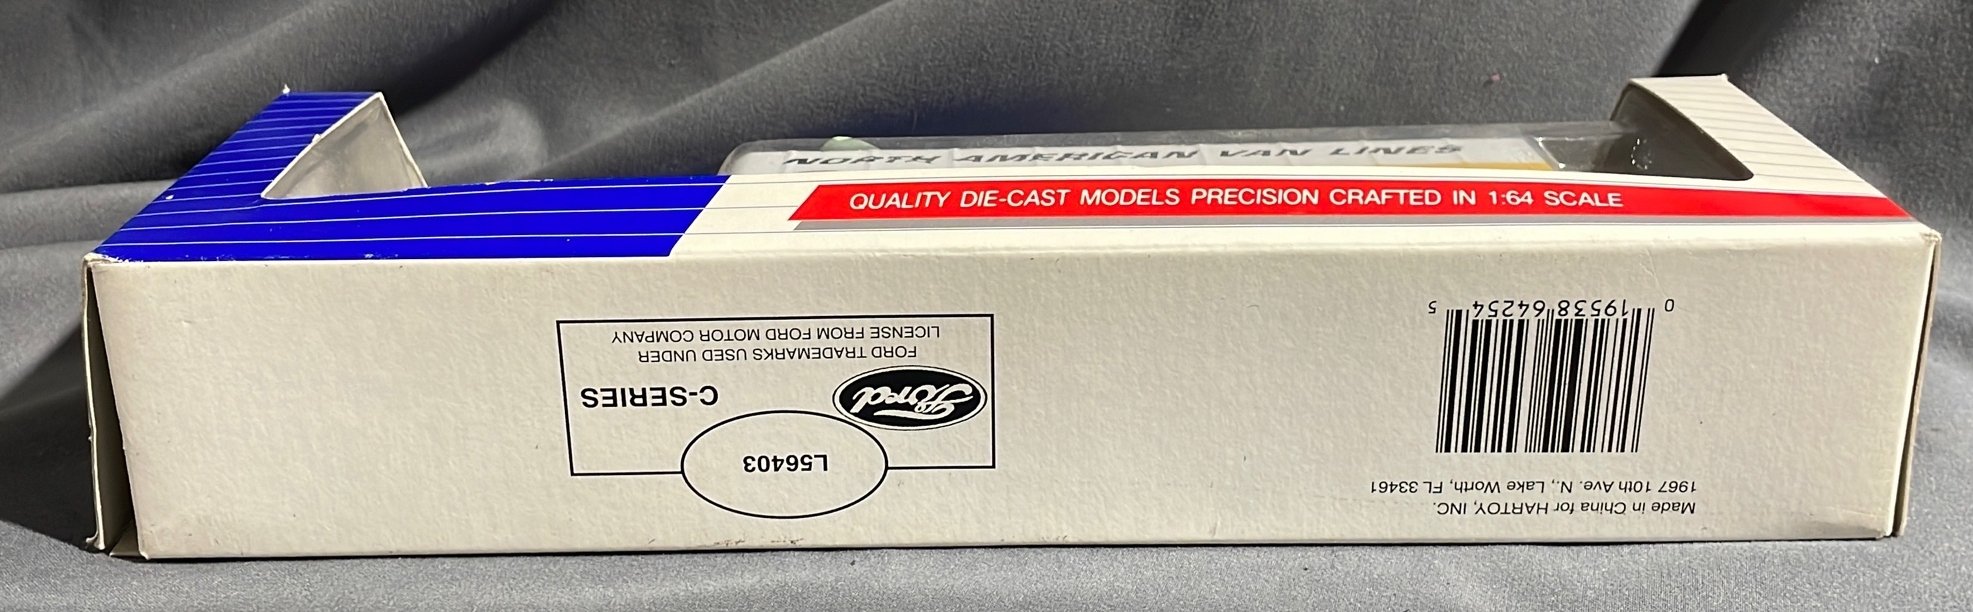 NORTH AMERICAN VAN LINES
QUALITY DIE-CAST MODELS PRECISION CRAFTED IN 1:64 SCALE
L56403
Ford
C-SERIES
FORD TRADEMARKS USED UNDER
LICENSE FROM FORD MOTOR COMPANY
Made in China for HARTOY, INC.
1967 10th Ave. N., Lake Worth, FL 33461
0 19538 64254 5